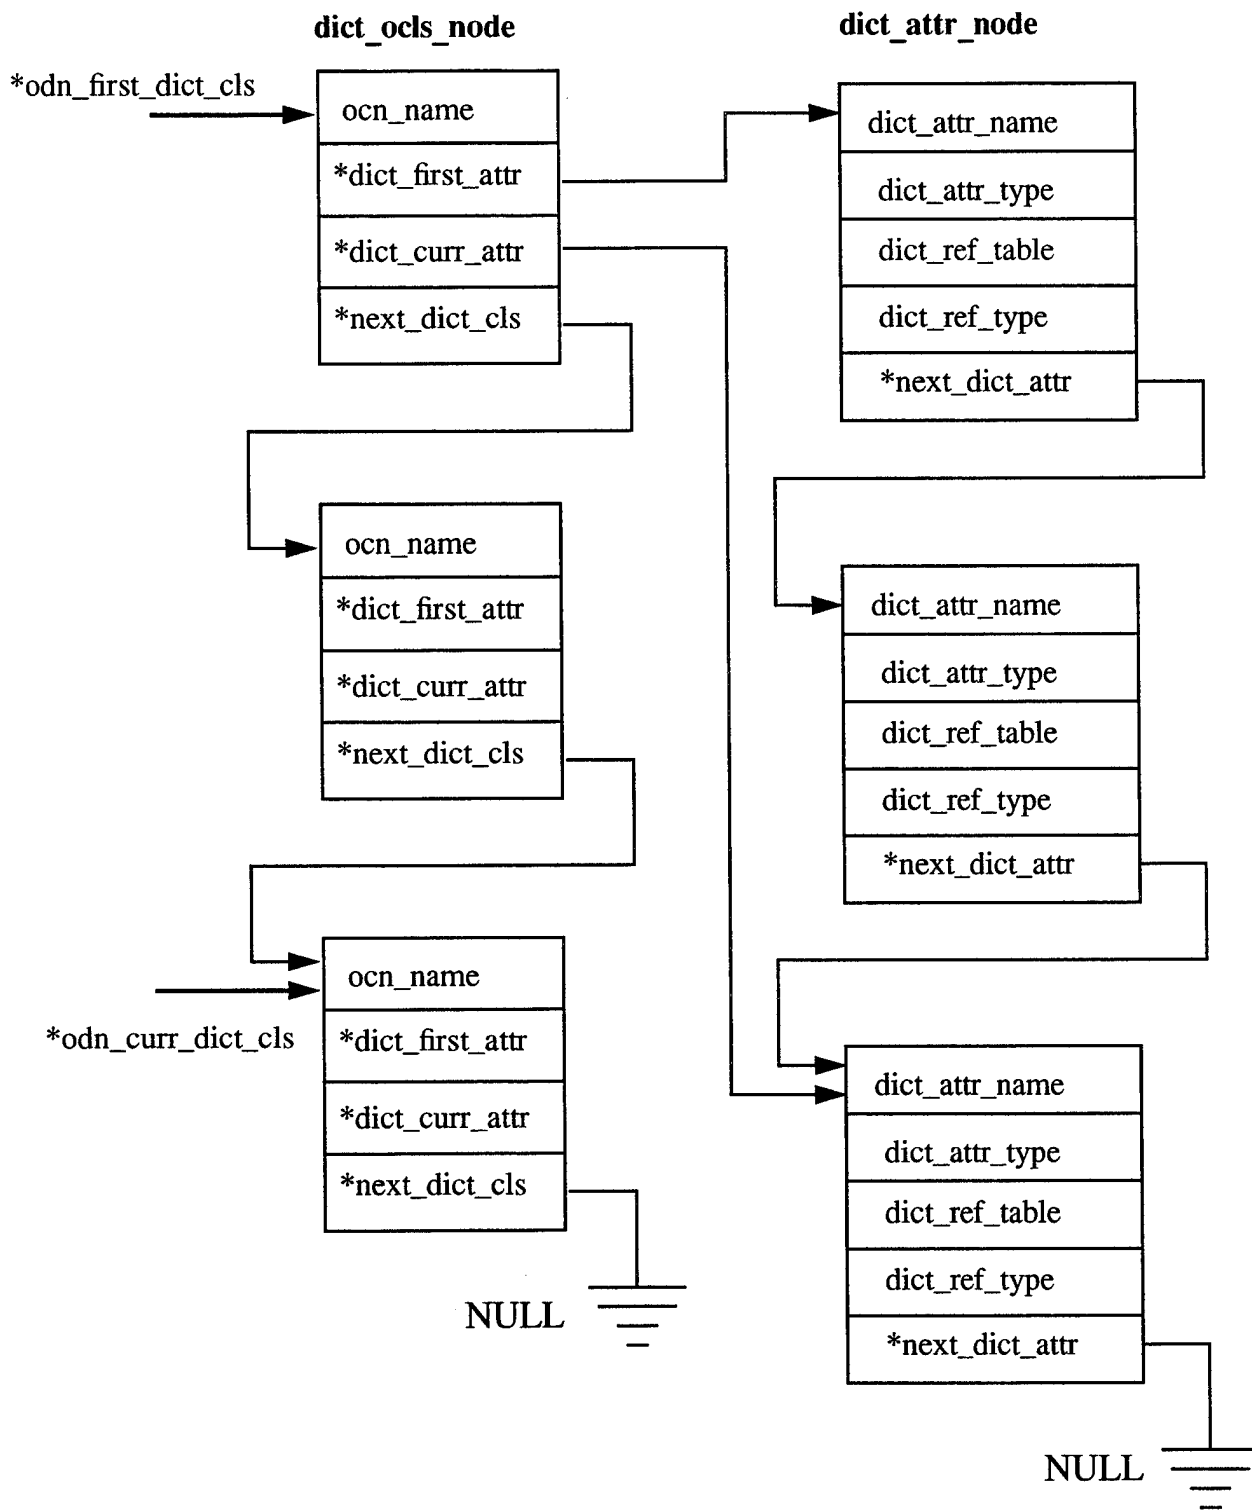 dict_ocls_node
dict_attr_node
*odn_first_dict_cls
ocn_name
*dict_first_attr
*dict_curr_attr
*next_dict_cls
dict_attr_name
dict_attr_type
dict_ref_table
dict_ref_type
*next_dict_attr
ocn_name
*dict_first_attr
*dict_curr_attr
*next_dict_cls
dict_attr_name
dict_attr_type
dict_ref_table
dict_ref_type
*next_dict_attr
*odn_curr_dict_cls
ocn_name
*dict_first_attr
*dict_curr_attr
*next_dict_cls
NULL
dict_attr_name
dict_attr_type
dict_ref_table
dict_ref_type
*next_dict_attr
NULL